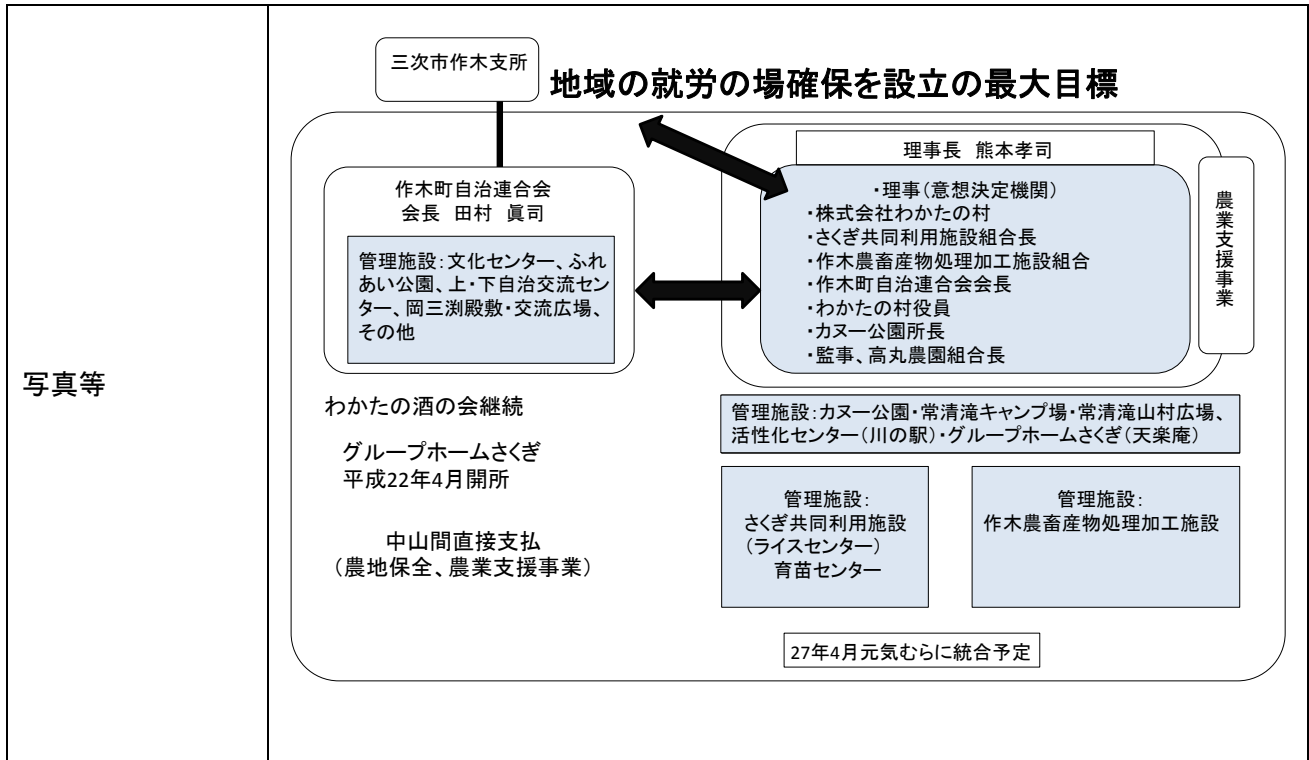 写真等
三次市作木支所
地域の就労の場確保を設立の最大目標
作木町自治連合会
会長 田村 眞司
管理施設:文化センター、ふれ
あい公園、上・下自治交流セン
ター、岡三渕殿敷・交流広場、
その他
理事長 熊本孝司
・理事(意想決定機関)
・株式会社わかたの村
・さくぎ共同利用施設組合長
・作木農畜産物処理加工施設組合
・作木町自治連合会会長
・わかたの村役員
・カヌー公園所長
・監事、高丸農園組合長
農業支援事業
わかたの酒の会継続
グループホームさくぎ
平成22年4月開所
中山間直接支払
(農地保全、農業支援事業)
管理施設:カヌー公園・常清滝キャンプ場・常清滝山村広場、
活性化センター(川の駅)・グループホームさくぎ(天楽庵)
管理施設:
さくぎ共同利用施設
(ライスセンター)
育苗センター
管理施設:
作木農畜産物処理加工施設
27年4月元気むらに統合予定